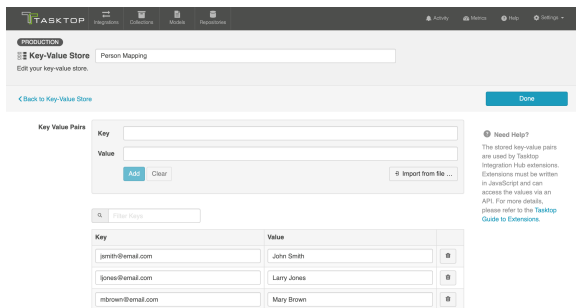 TASKTOP
Integrations
Collections
Models
Repositories
Activity
Metrics
Help
Settings
PRODUCTION
Key-Value Store
Person Mapping
Edit your key-value store.
Back to Key-Value Store
Done
Key Value Pairs
Key
Value
Add
Clear
Import from file ...
Need Help?
The stored key-value pairs
are used by Tasktop
Integration Hub extensions.
Extensions must be written
in JavaScript and can
access the values via an
API. For more details,
please refer to the Tasktop
Guide to Extensions.
Filter Keys
Key Value
jsmith@email.com John Smith
ljones@email.com Larry Jones
mbrown@email.com Mary Brown